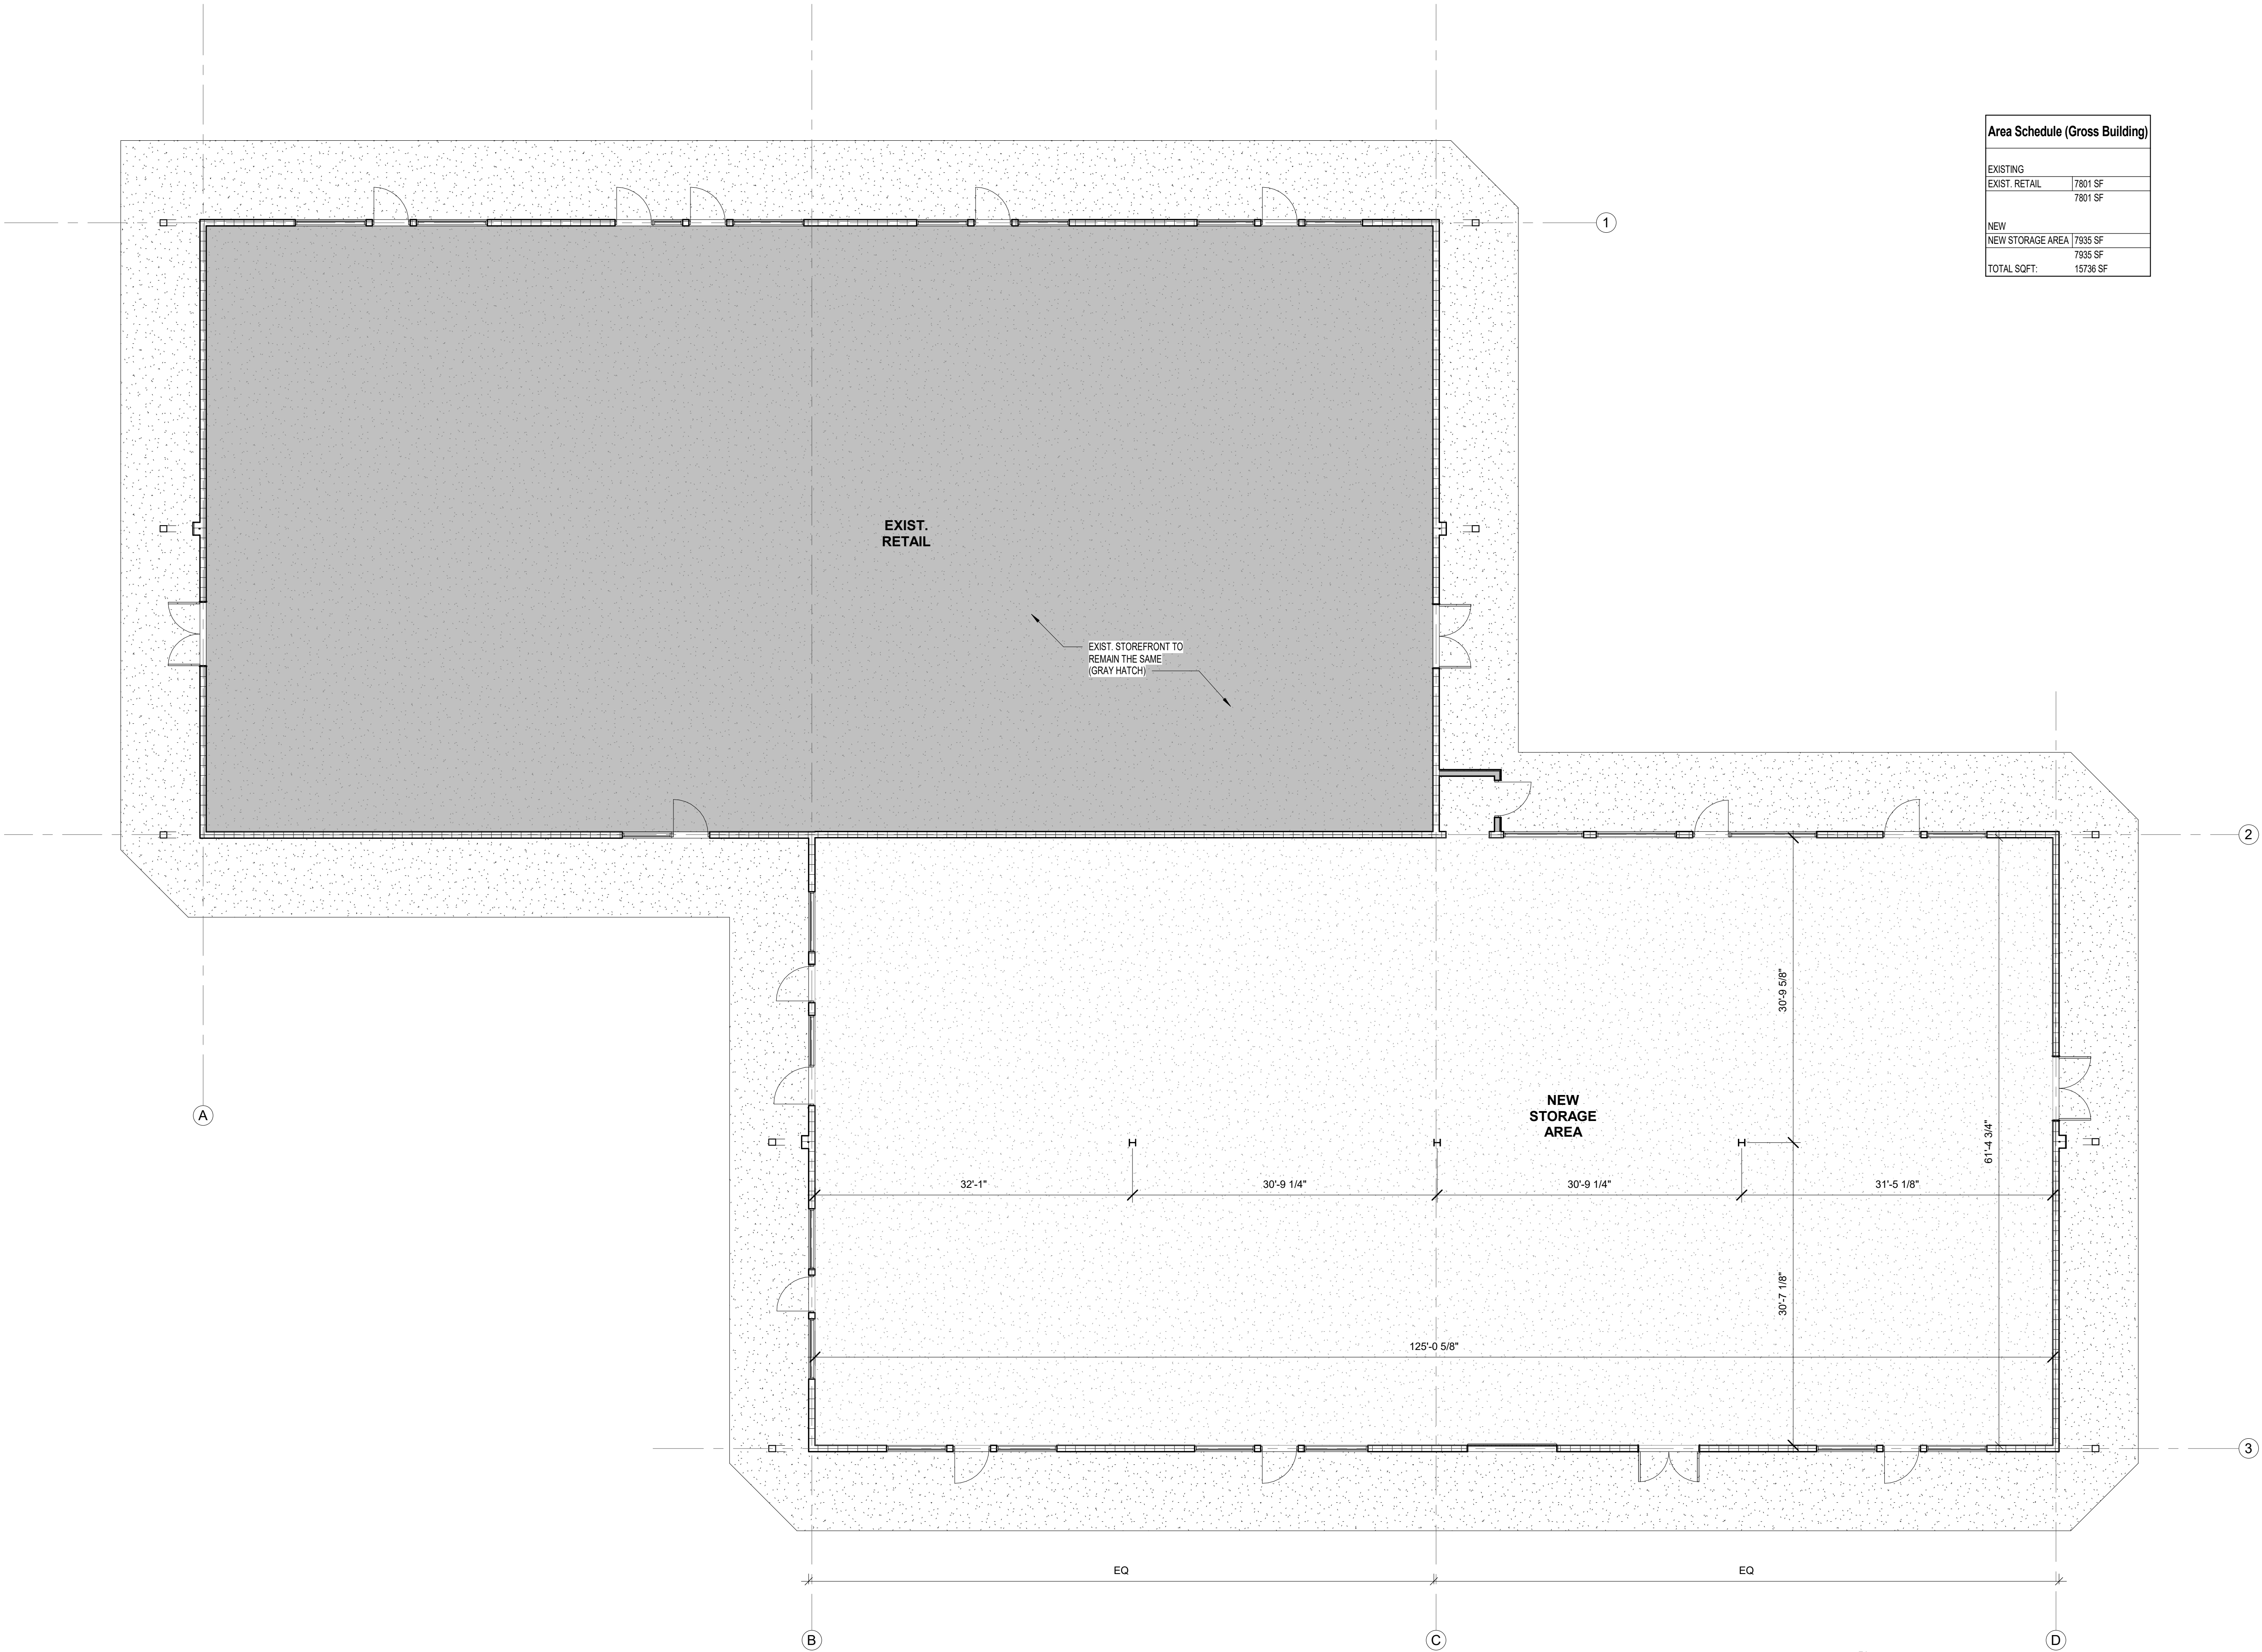 Area Schedule (Gross Building)
EXISTING
EXIST. RETAIL 7801 SF
7801 SF
NEW
NEW STORAGE AREA 7935 SF
7935 SF
TOTAL SQFT: 15736 SF
1
EXIST.
RETAIL
EXIST. STOREFRONT TO
REMAIN THE SAME
(GRAY HATCH)
2
30'-9 5/8"
A
NEW
STORAGE
AREA
61'-4 3/4"
32'-1"
30'-9 1/4"
30'-9 1/4"
31'-5 1/8"
30'-7 1/8"
125'-0 5/8"
3
EQ
EQ
B
C
D